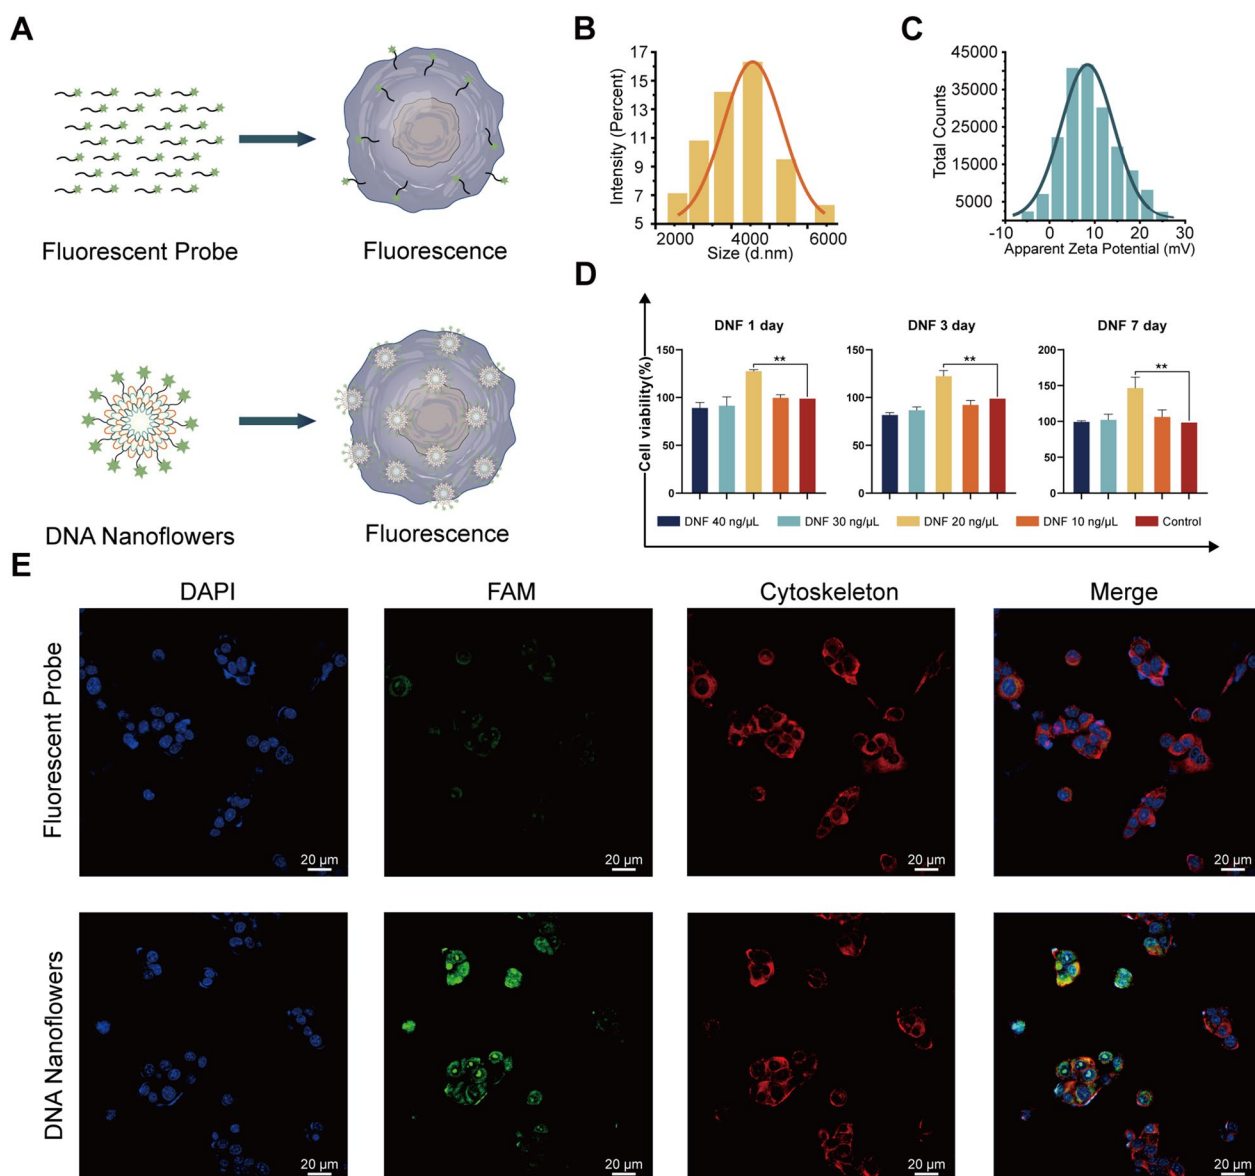 A
Fluorescent Probe
Fluorescence
DNA Nanoflowers
Fluorescence
B
Intensity (Percent)
17
15
13
11
9
7
5
2000
4000
6000
Size (d.nm)
C
Total Counts
45000
35000
25000
15000
5000
-10
0
10
20
30
Apparent Zeta Potential (mV)
D
Cell viability(%)
DNF 1 day
150
100
50
0
**
DNF 3 day
150
100
50
0
**
DNF 7 day
200
150
100
50
0
**
DNF 40 ng/μL
DNF 30 ng/μL
DNF 20 ng/μL
DNF 10 ng/μL
Control
E
DAPI
FAM
Cytoskeleton
Merge
Fluorescent Probe
20 μm
20 μm
20 μm
20 μm
DNA Nanoflowers
20 μm
20 μm
20 μm
20 μm